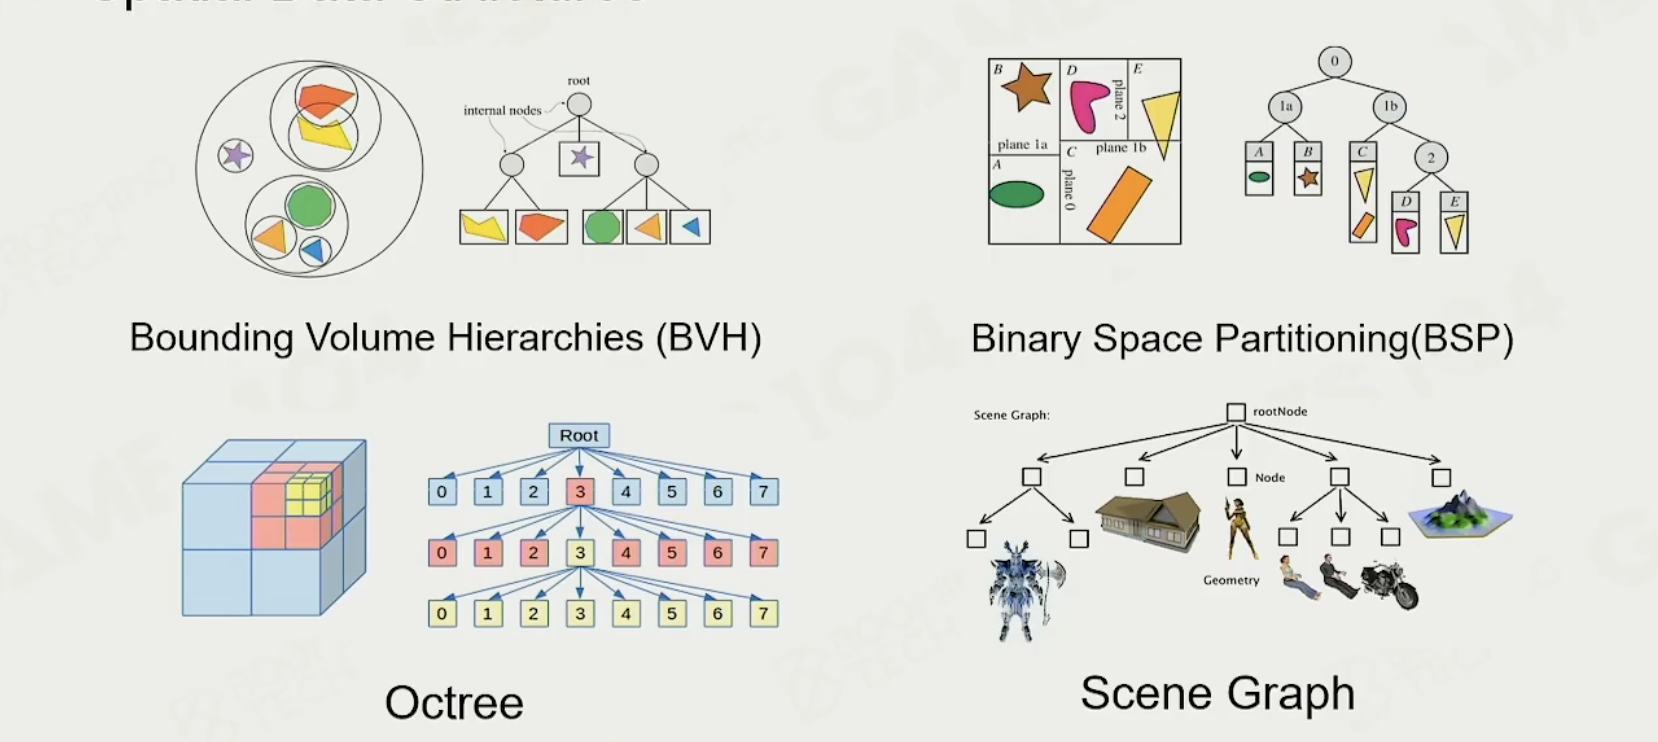 root
internal nodes
Bounding Volume Hierarchies (BVH)
B
D
E
plane 2
plane 1a
C
plane 1b
A
plane 0
0
1a
1b
A
B
C
2
D
E
Binary Space Partitioning(BSP)
Root
0 1 2 3 4 5 6 7
0 1 2 3 4 5 6 7
0 1 2 3 4 5 6 7
Octree
Scene Graph:
rootNode
Node
Geometry
Scene Graph